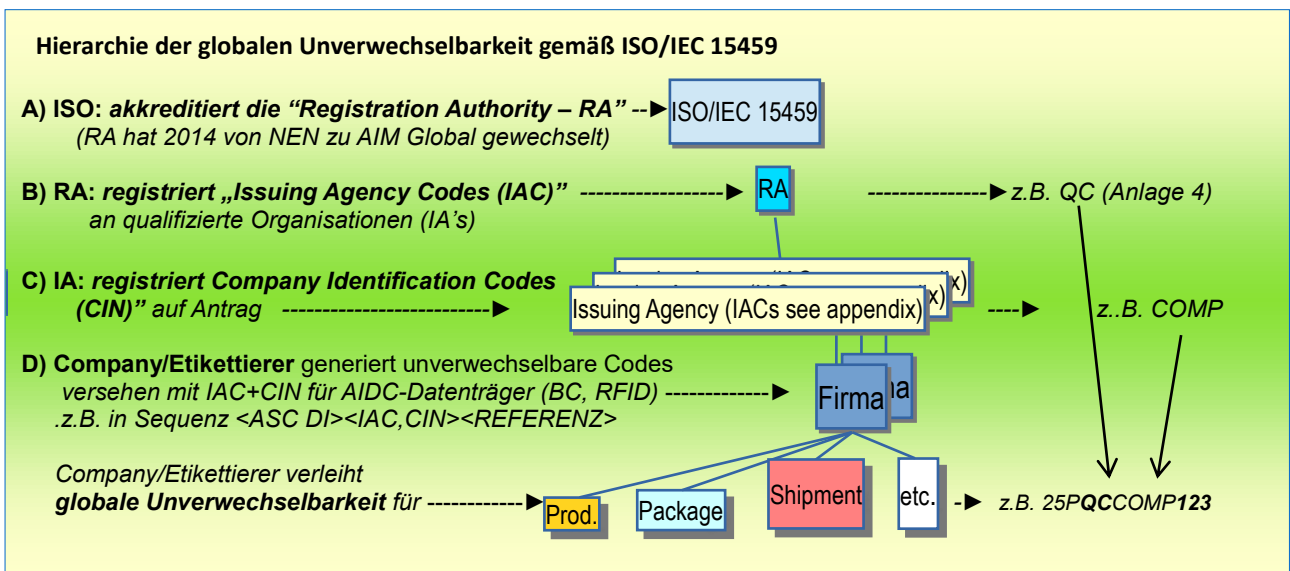 Hierarchie der globalen Unverwechselbarkeit gemäß ISO/IEC 15459
A) ISO: akkreditiert die “Registration Authority – RA” --► ISO/IEC 15459
(RA hat 2014 von NEN zu AIM Global gewechselt)
B) RA: registriert „Issuing Agency Codes (IAC)” ------------------► RA ---------------► z.B. QC (Anlage 4)
an qualifizierte Organisationen (IA’s)
C) IA: registriert Company Identification Codes
(CIN)” auf Antrag --------------------------► Issuing Agency (IACs see appendix) ----► z..B. COMP
D) Company/Etikettierer generiert unverwechselbare Codes
versehen mit IAC+CIN für AIDC-Datenträger (BC, RFID) -------------► Firma
.z.B. in Sequenz <ASC DI><IAC,CIN><REFERENZ>
Company/Etikettierer verleiht
globale Unverwechselbarkeit für ------------► Prod. Package Shipment etc. -► z.B. 25PQCCOMP123